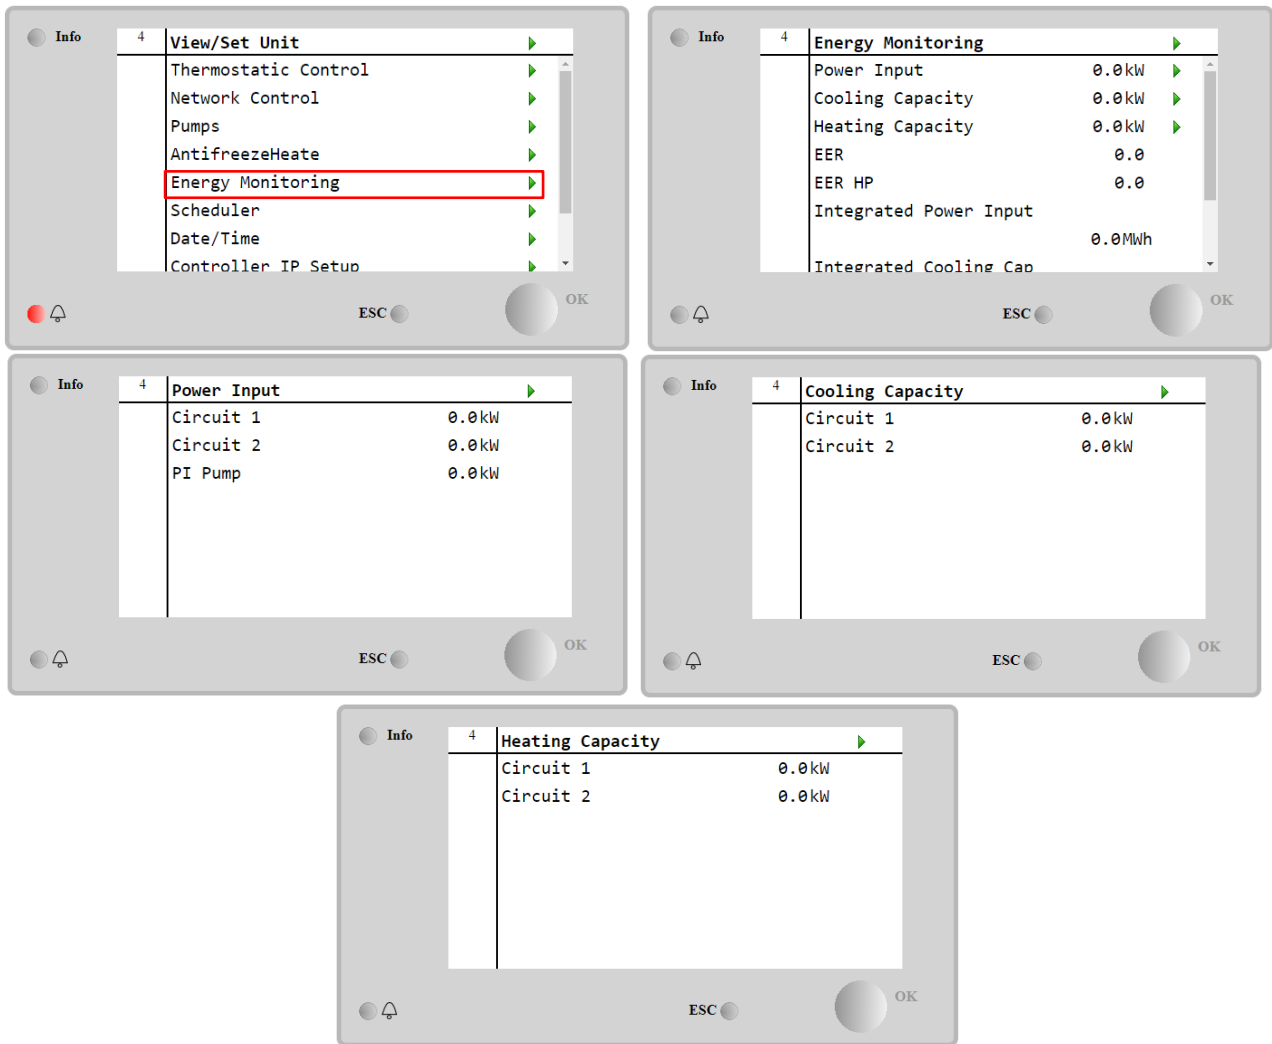 Info
4 View/Set Unit
Thermostatic Control
Network Control
Pumps
AntifreezeHeate
Energy Monitoring
Scheduler
Date/Time
Controller IP Setup
ESC
OK
Info
4 Energy Monitoring
Power Input 0.0kW
Cooling Capacity 0.0kW
Heating Capacity 0.0kW
EER 0.0
EER HP 0.0
Integrated Power Input
0.0MWh
Integrated Cooling Cap
ESC
OK
Info
4 Power Input
Circuit 1 0.0kW
Circuit 2 0.0kW
PI Pump 0.0kW
ESC
OK
Info
4 Cooling Capacity
Circuit 1 0.0kW
Circuit 2 0.0kW
ESC
OK
Info
4 Heating Capacity
Circuit 1 0.0kW
Circuit 2 0.0kW
ESC
OK